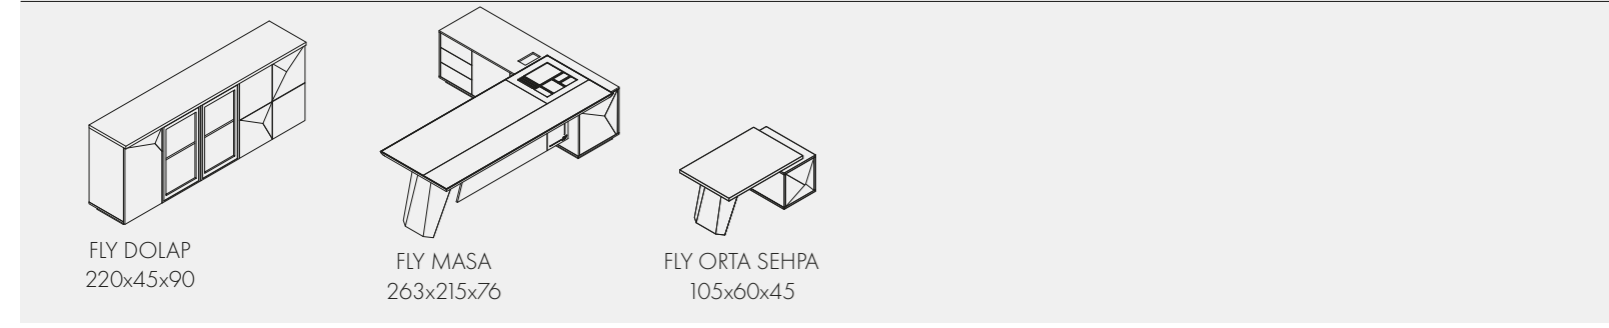 FLY DOLAP
220x45x90
FLY MASA
263x215x76
FLY ORTA SEHPA
105x60x45